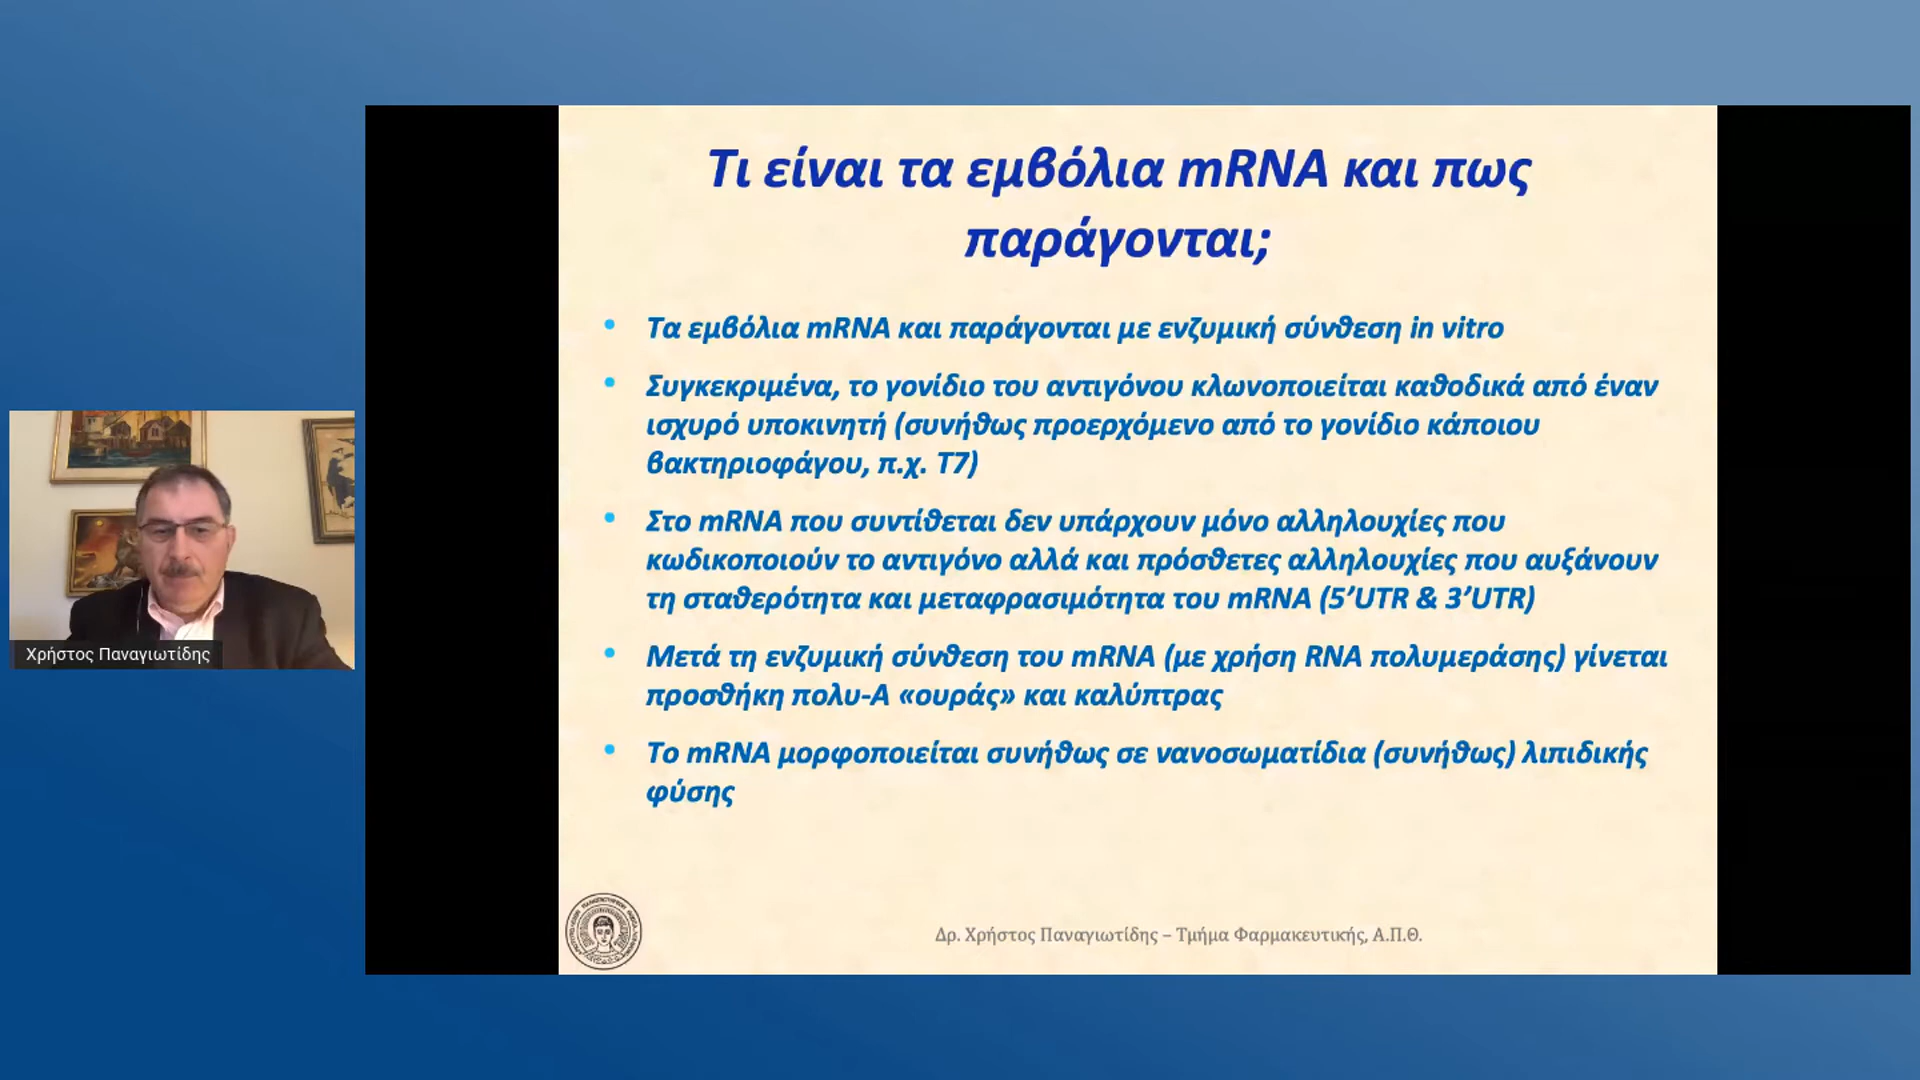 Τι είναι τα εμβόλια mRNA και πως
παράγονται;
• Τα εμβόλια mRNA και παράγονται με ενζυμική σύνθεση in vitro
• Συγκεκριμένα, το γονίδιο του αντιγόνου κλωνοποιείται καθοδικά από έναν
ισχυρό υποκινητή (συνήθως προερχόμενο από το γονίδιο κάποιου
βακτηριοφάγου, π.χ. T7)
• Στο mRNA που συντίθεται δεν υπάρχουν μόνο αλληλουχίες που
κωδικοποιούν το αντιγόνο αλλά και πρόσθετες αλληλουχίες που αυξάνουν
τη σταθερότητα και μεταφρασιμότητα του mRNA (5’UTR & 3’UTR)
• Μετά τη ενζυμική σύνθεση του mRNA (με χρήση RNA πολυμεράσης) γίνεται
προσθήκη πολυ-Α «ουράς» και καλύπτρας
• Το mRNA μορφοποιείται συνήθως σε νανοσωματίδια (συνήθως) λιπιδικής
φύσης
Δρ. Χρήστος Παναγιωτίδης – Τμήμα Φαρμακευτικής, Α.Π.Θ.
Χρήστος Παναγιωτίδης